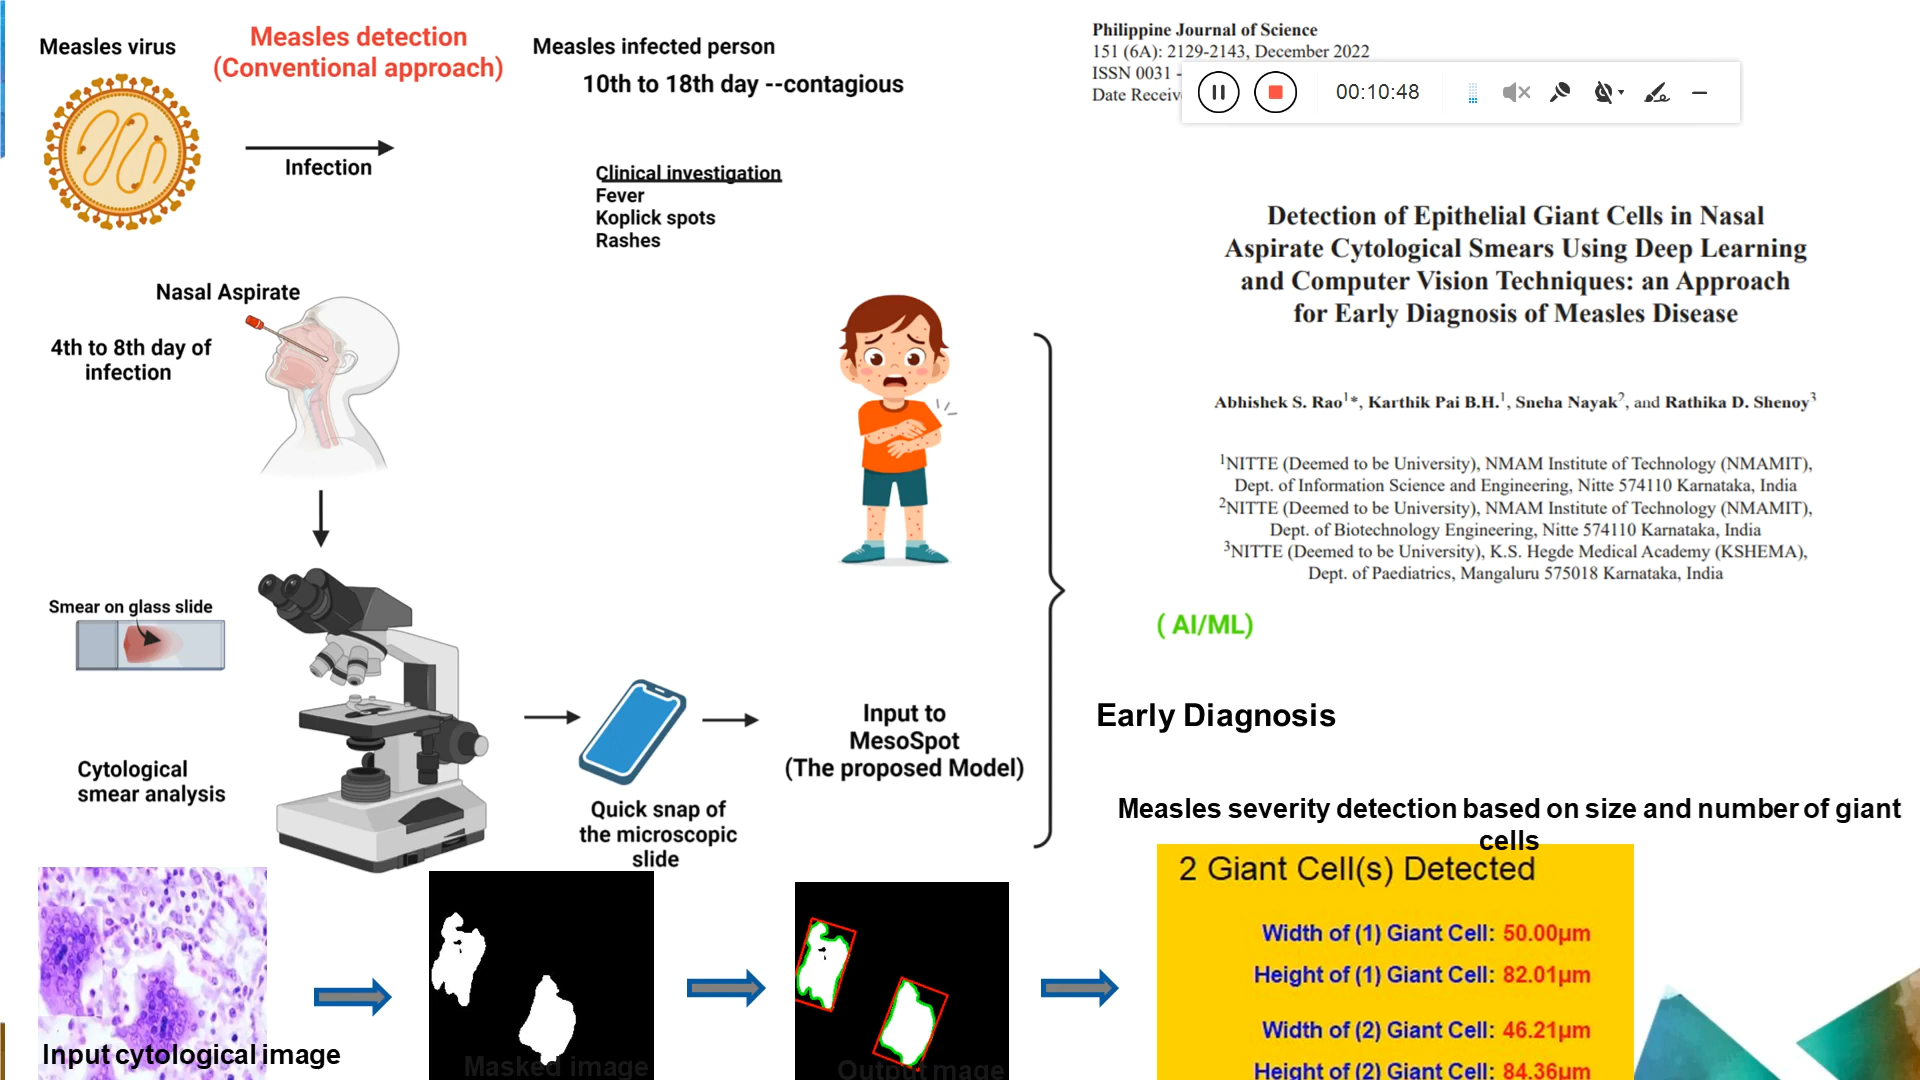 Measles virus
Measles detection
(Conventional approach)
Measles infected person
10th to 18th day --contagious
Infection
Clinical investigation
Fever
Koplick spots
Rashes
Nasal Aspirate
4th to 8th day of
infection
Smear on glass slide
Cytological
smear analysis
Quick snap of
the microscopic
slide
Input to
MesoSpot
(The proposed Model)
Philippine Journal of Science
151 (6A): 2129-2143, December 2022
ISSN 0031 -
Date Receiv
00:10:48
Detection of Epithelial Giant Cells in Nasal
Aspirate Cytological Smears Using Deep Learning
and Computer Vision Techniques: an Approach
for Early Diagnosis of Measles Disease
Abhishek S. Rao1*, Karthik Pai B.H.1, Sneha Nayak2, and Rathika D. Shenoy3
1NITTE (Deemed to be University), NMAM Institute of Technology (NMAMIT),
Dept. of Information Science and Engineering, Nitte 574110 Karnataka, India
2NITTE (Deemed to be University), NMAM Institute of Technology (NMAMIT),
Dept. of Biotechnology Engineering, Nitte 574110 Karnataka, India
3NITTE (Deemed to be University), K.S. Hegde Medical Academy (KSHEMA),
Dept. of Paediatrics, Mangaluru 575018 Karnataka, India
( AI/ML)
Early Diagnosis
Measles severity detection based on size and number of giant
cells
2 Giant Cell(s) Detected
Width of (1) Giant Cell: 50.00µm
Height of (1) Giant Cell: 82.01µm
Width of (2) Giant Cell: 46.21µm
Height of (2) Giant Cell: 84.36µm
Input cytological image
Masked image
Output mage